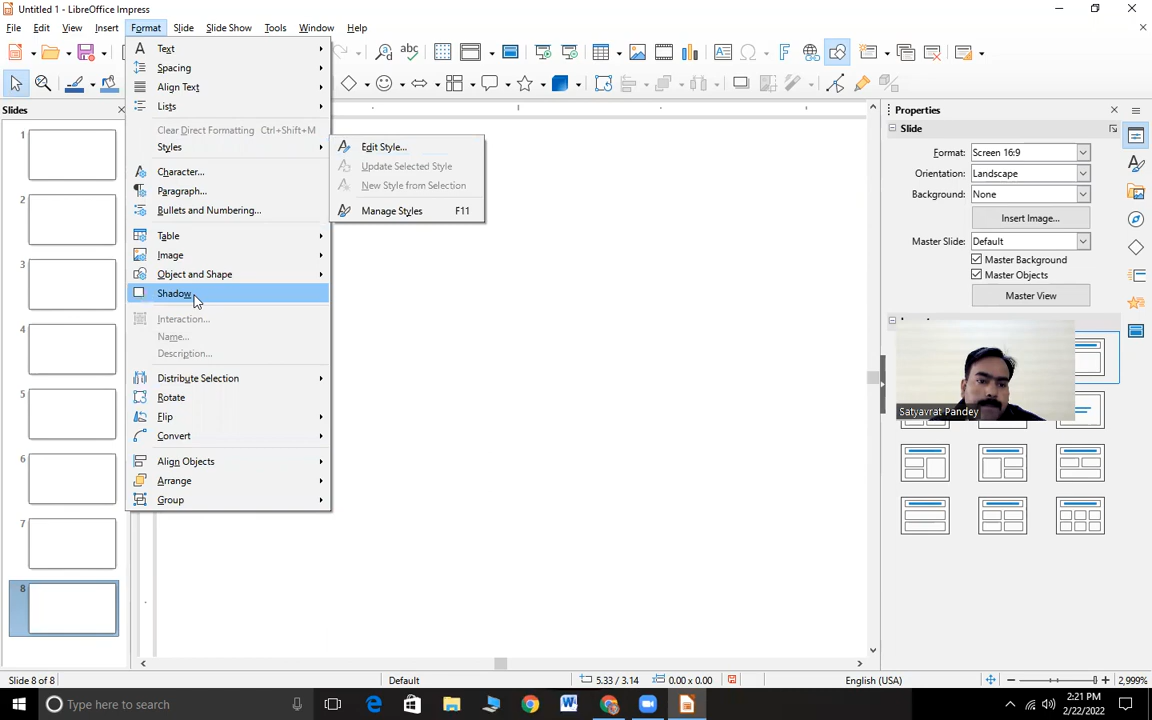 Untitled 1 - LibreOffice Impress
File Edit View Insert Format Slide Slide Show Tools Window Help
Slides
1
2
3
4
5
6
7
8
Text
Spacing
Align Text
Lists
Clear Direct Formatting Ctrl+Shift+M
Styles
Character...
Paragraph...
Bullets and Numbering...
Table
Image
Object and Shape
Shadow
Interaction...
Name...
Description...
Distribute Selection
Rotate
Flip
Convert
Align Objects
Arrange
Group
Edit Style...
Update Selected Style
New Style from Selection
Manage Styles F11
Properties
Slide
Format: Screen 16:9
Orientation: Landscape
Background: None
Insert Image...
Master Slide: Default
Master Background
Master Objects
Master View
Satyavrat Pandey
Slide 8 of 8
Default
5.33 / 3.14
0.00 x 0.00
English (USA)
2,999%
Type here to search
2:21 PM
2/22/2022